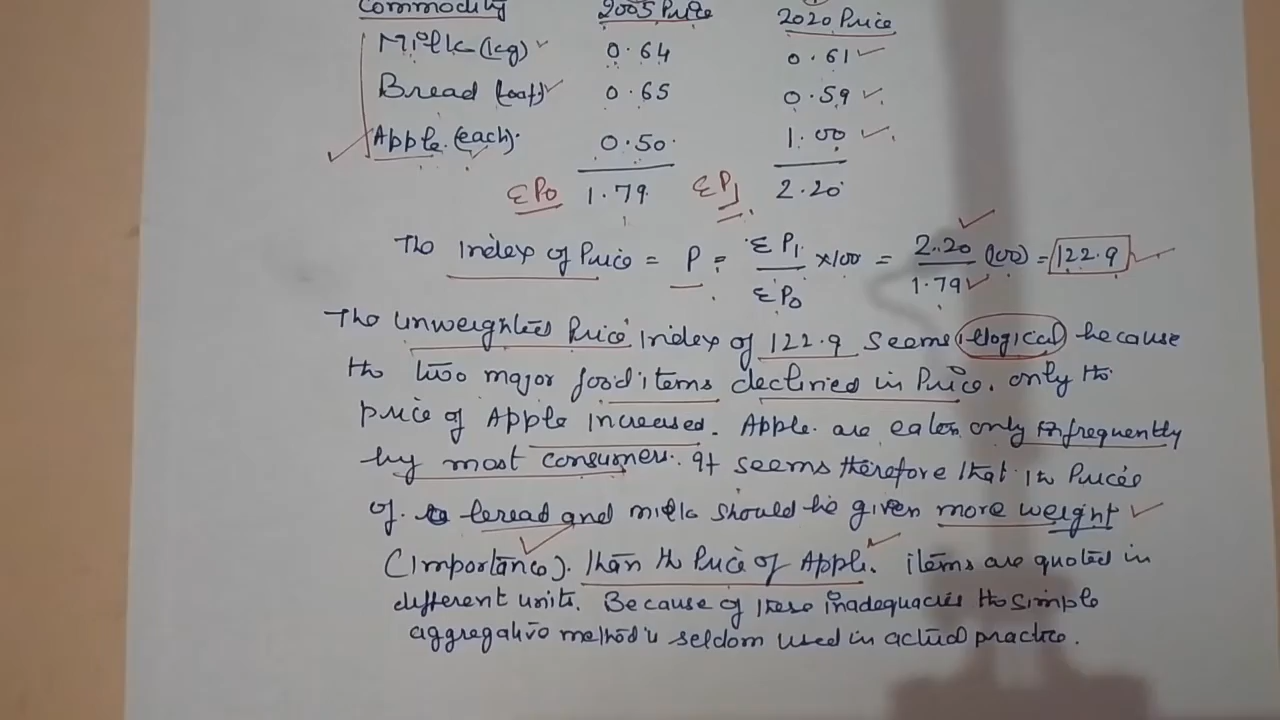 Commodity 2005 Price 2020 Price
Milk (kg) 0.64 0.61
Bread (loaf) 0.65 0.59
Apple (each). 0.50 1.00
ΣP0 1.79 ΣP1 2.20
The Index of Price = P = ΣP1 / ΣP0 ×100 = 2.20 / 1.79 (100) = 122.9
The unweighted Price index of 122.9 seems illogical because
the two major food items declined in Price. only the
price of Apple increased. Apple. are eaten only infrequently
by most consumers. It seems therefore that the Prices
of bread and milk should be given more weight
(Importance). than the Price of Apple. items are quoted in
different units. Because of these inadequacies the simple
aggregative method is seldom used in actual practice.